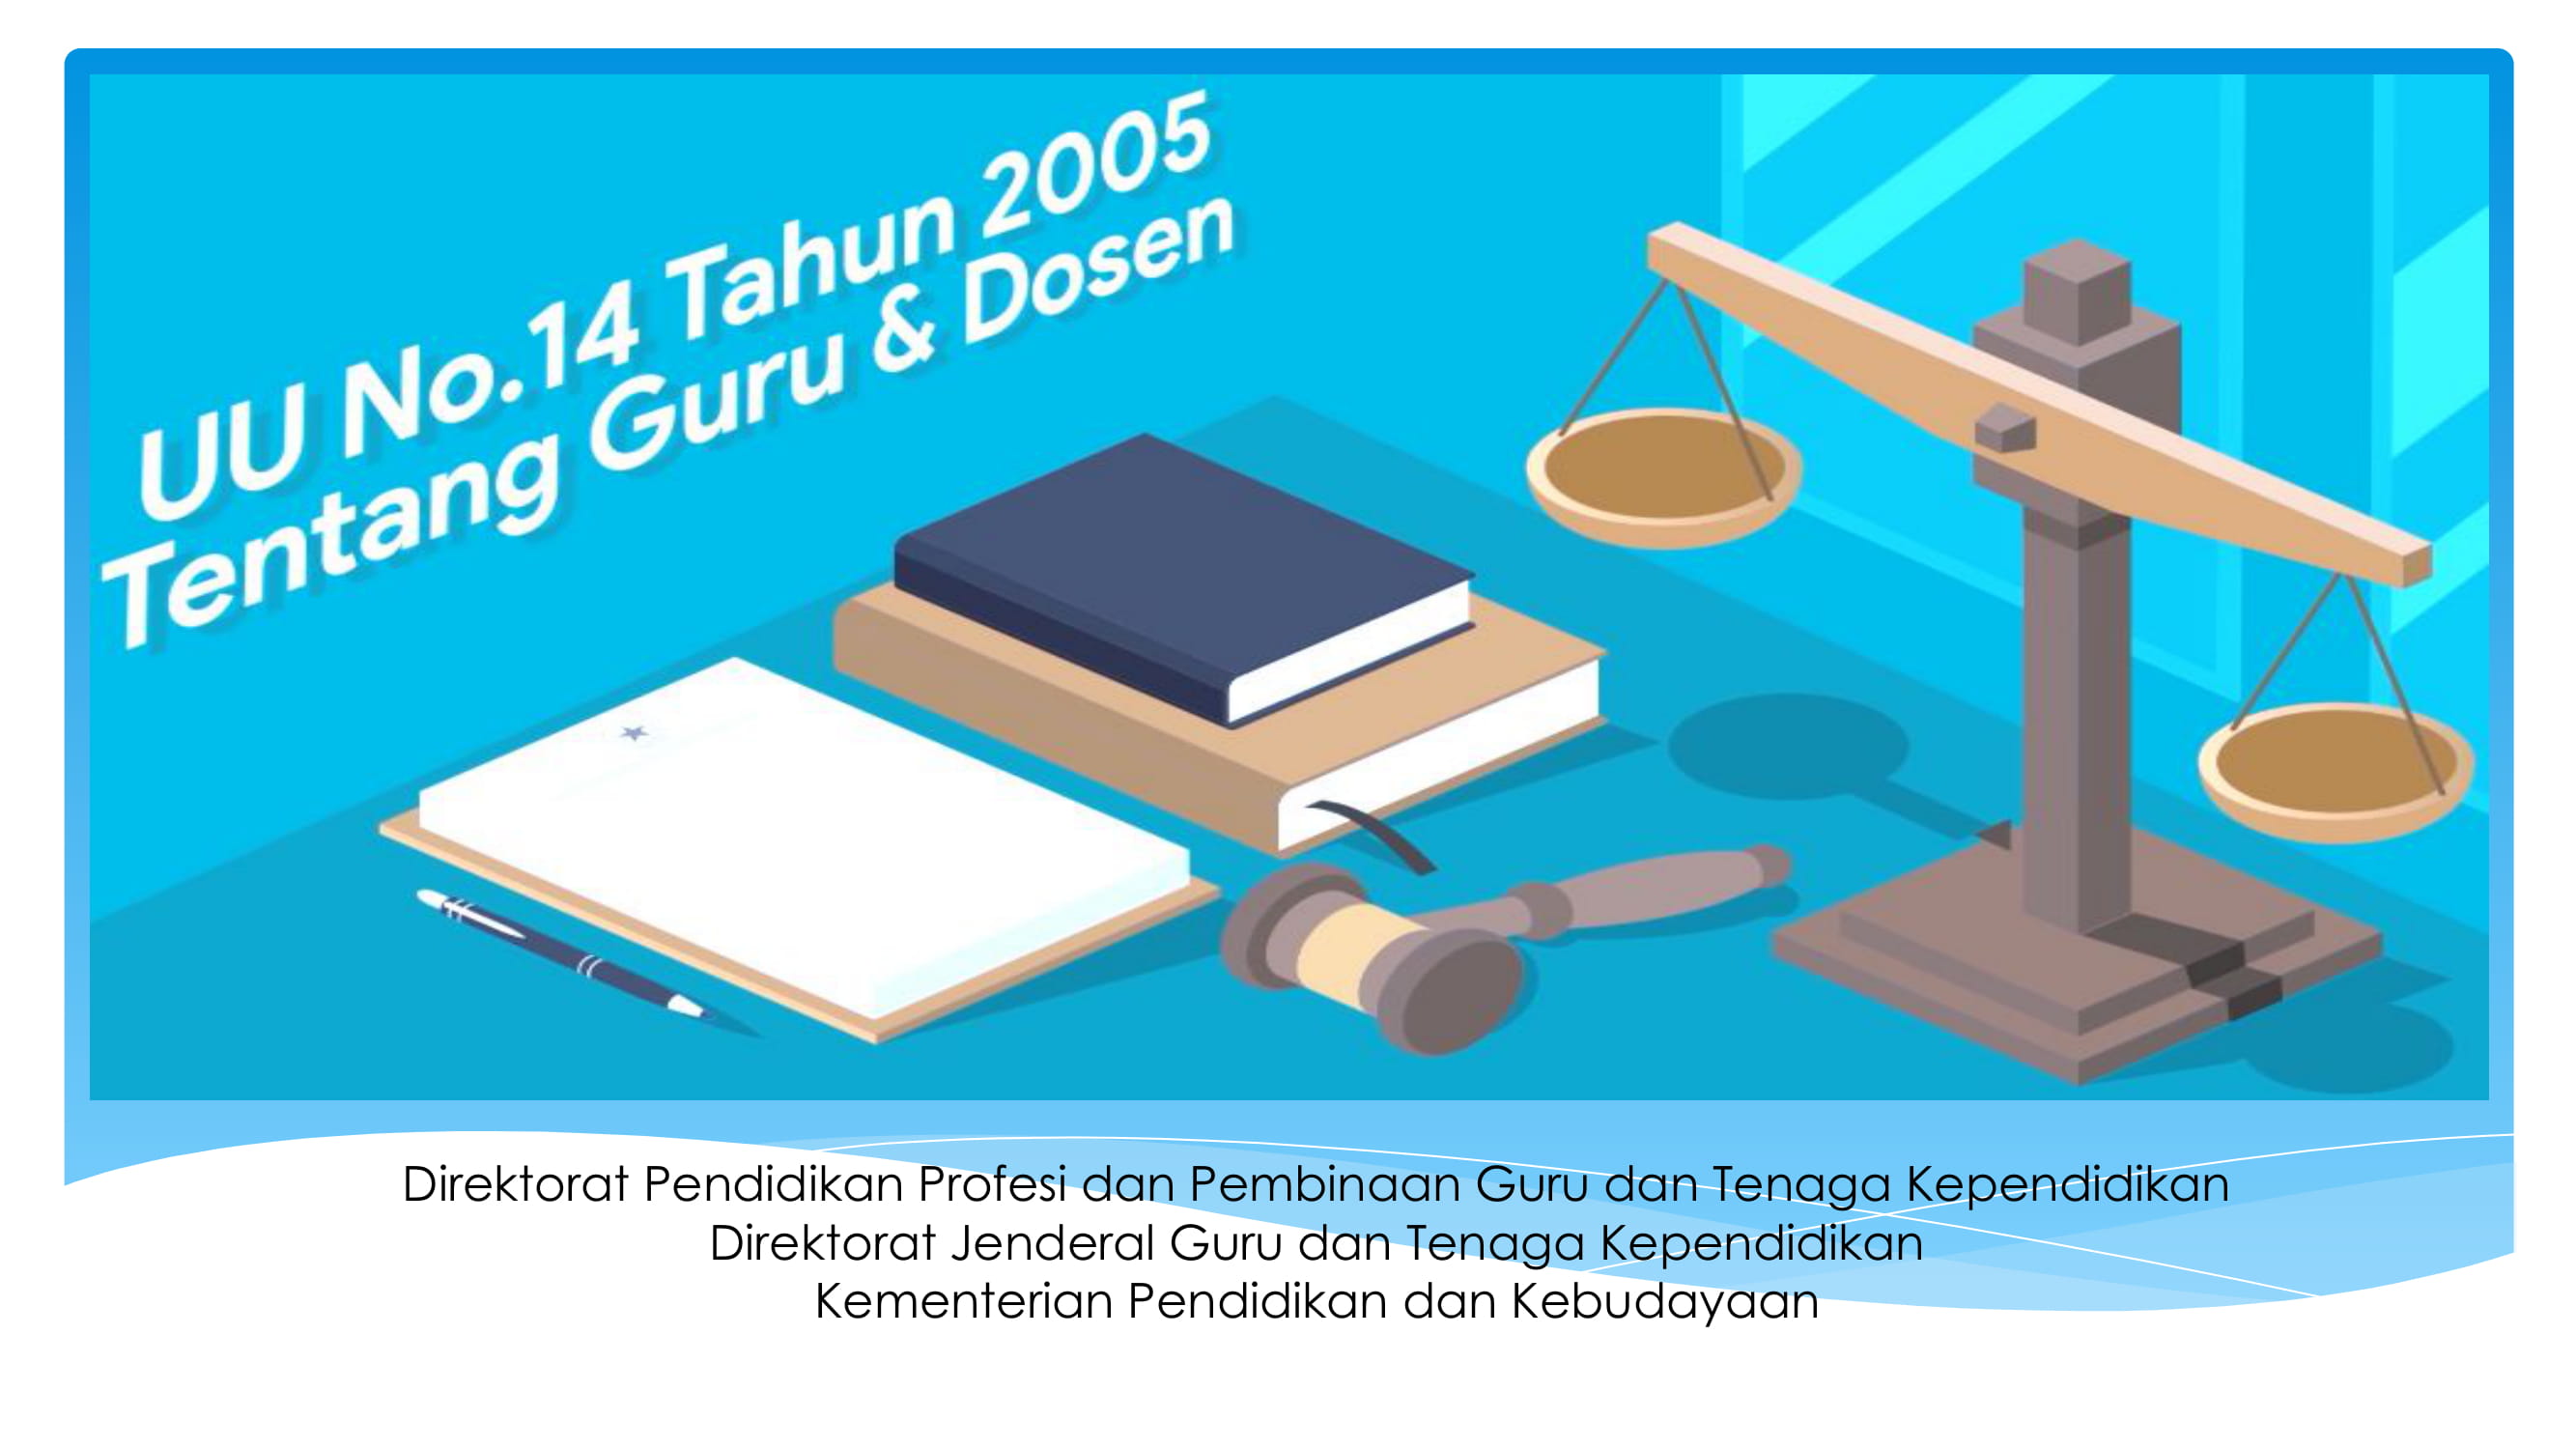 UU No.14 Tahun 2005
Tentang Guru & Dosen
Direktorat Pendidikan Profesi dan Pembinaan Guru dan Tenaga Kependidikan
Direktorat Jenderal Guru dan Tenaga Kependidikan
Kementerian Pendidikan dan Kebudayaan